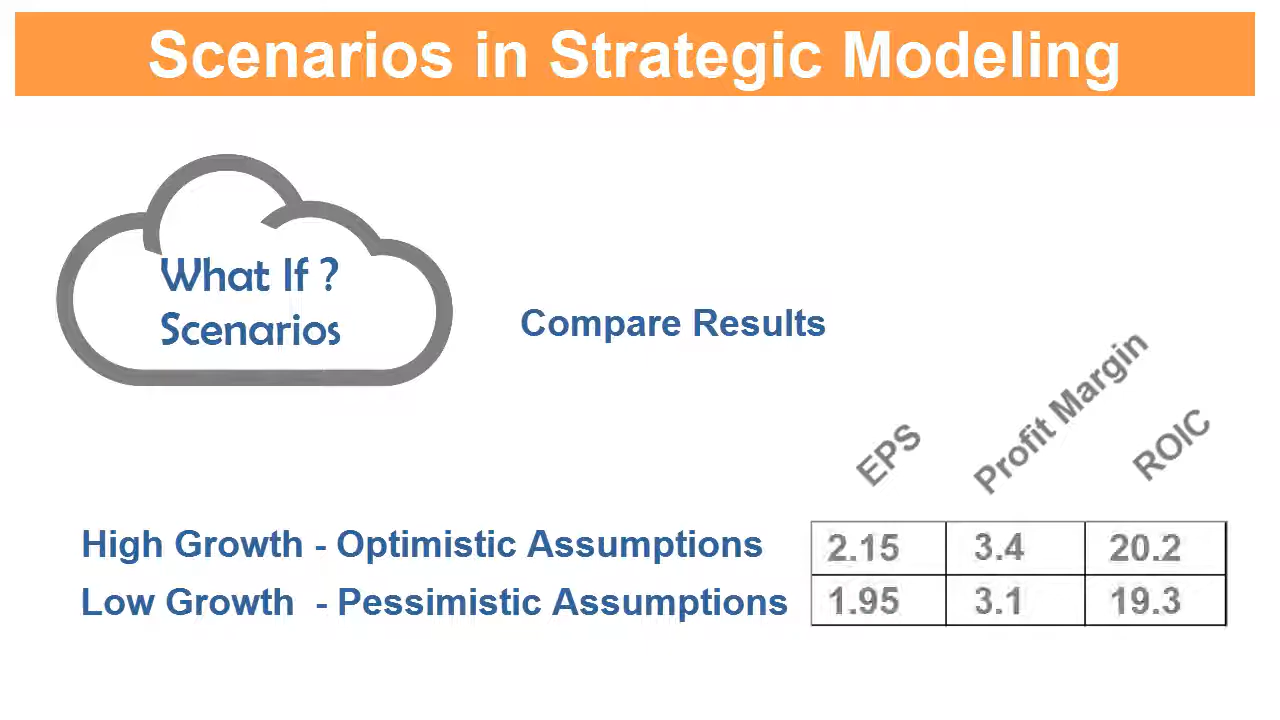 Scenarios in Strategic Modeling
What If ?
Scenarios
Compare Results
EPS Profit Margin ROIC
High Growth - Optimistic Assumptions 2.15 3.4 20.2
Low Growth - Pessimistic Assumptions 1.95 3.1 19.3